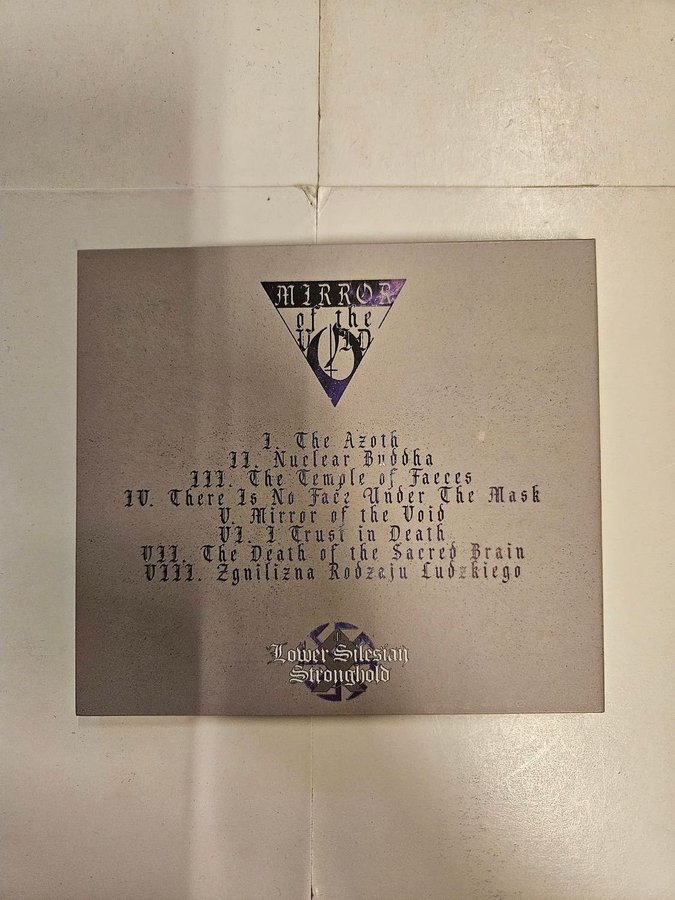 MIRROR
of the
VOID
I. The Azoth
II. Nuclear Buddha
III. The Temple of Faeces
IV. There Is No Face Under The Mask
V. Mirror of the Void
VI. I Trust in Death
VII. The Death of the Sacred Brain
VIII. Zgnilizna Rodzaju Ludzkiego
Lower Silesian
Stronghold